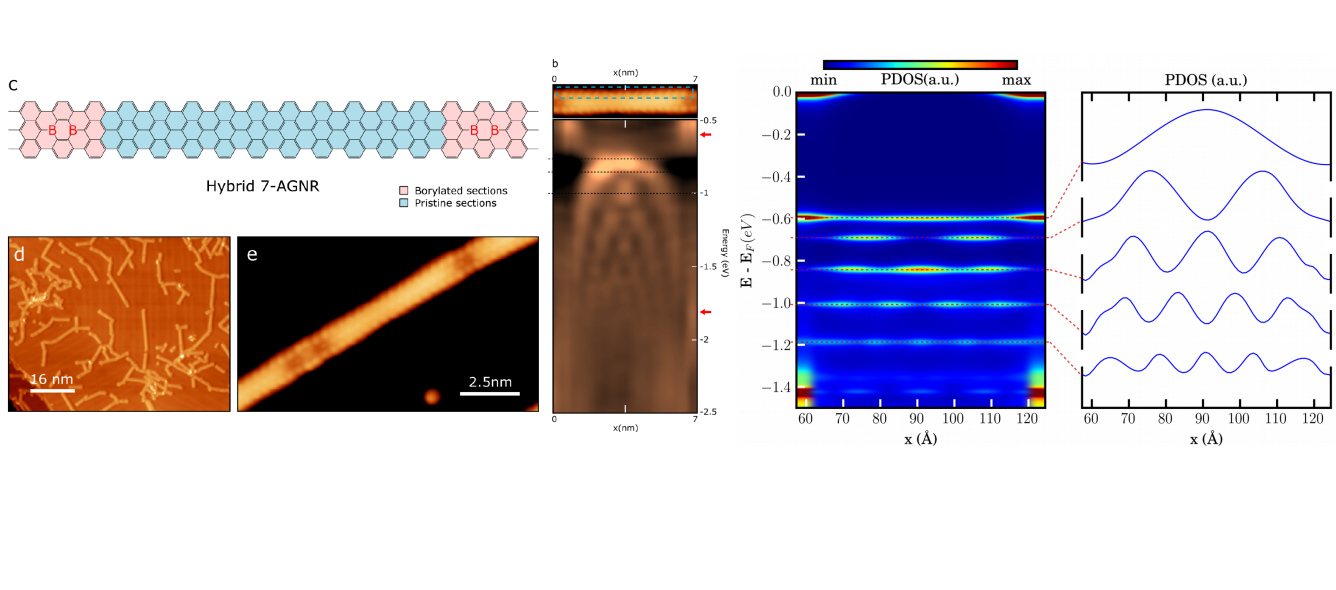 c
B B
B B
Hybrid 7-AGNR
Borylated sections
Pristine sections
d
16 nm
e
2.5nm
b
x(nm)
0 7
-0.5
-1
-1.5
-2
-2.5
Energy (eV)
0 7
x(nm)
min PDOS(a.u.) max
0.0
−0.2
−0.4
−0.6
−0.8
−1.0
−1.2
−1.4
E - E_F (eV)
60 70 80 90 100 110 120
x (Å)
PDOS (a.u.)
60 70 80 90 100 110 120
x (Å)